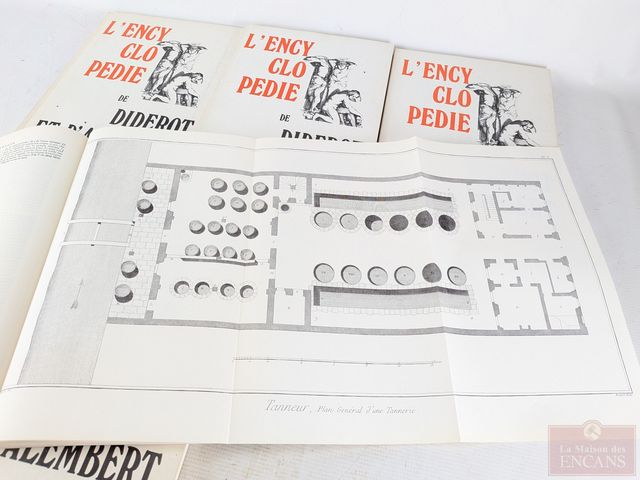 L'ENCY
CLO
PEDIE
DE
DIDEROT
ET D'A
L'ENCY
CLO
PEDIE
DE
DIDEROT
L'ENCY
CLO
PEDIE
Tanneur, Plan Général d'une Tannerie
ALEMBERT
La Maison des
ENCANS